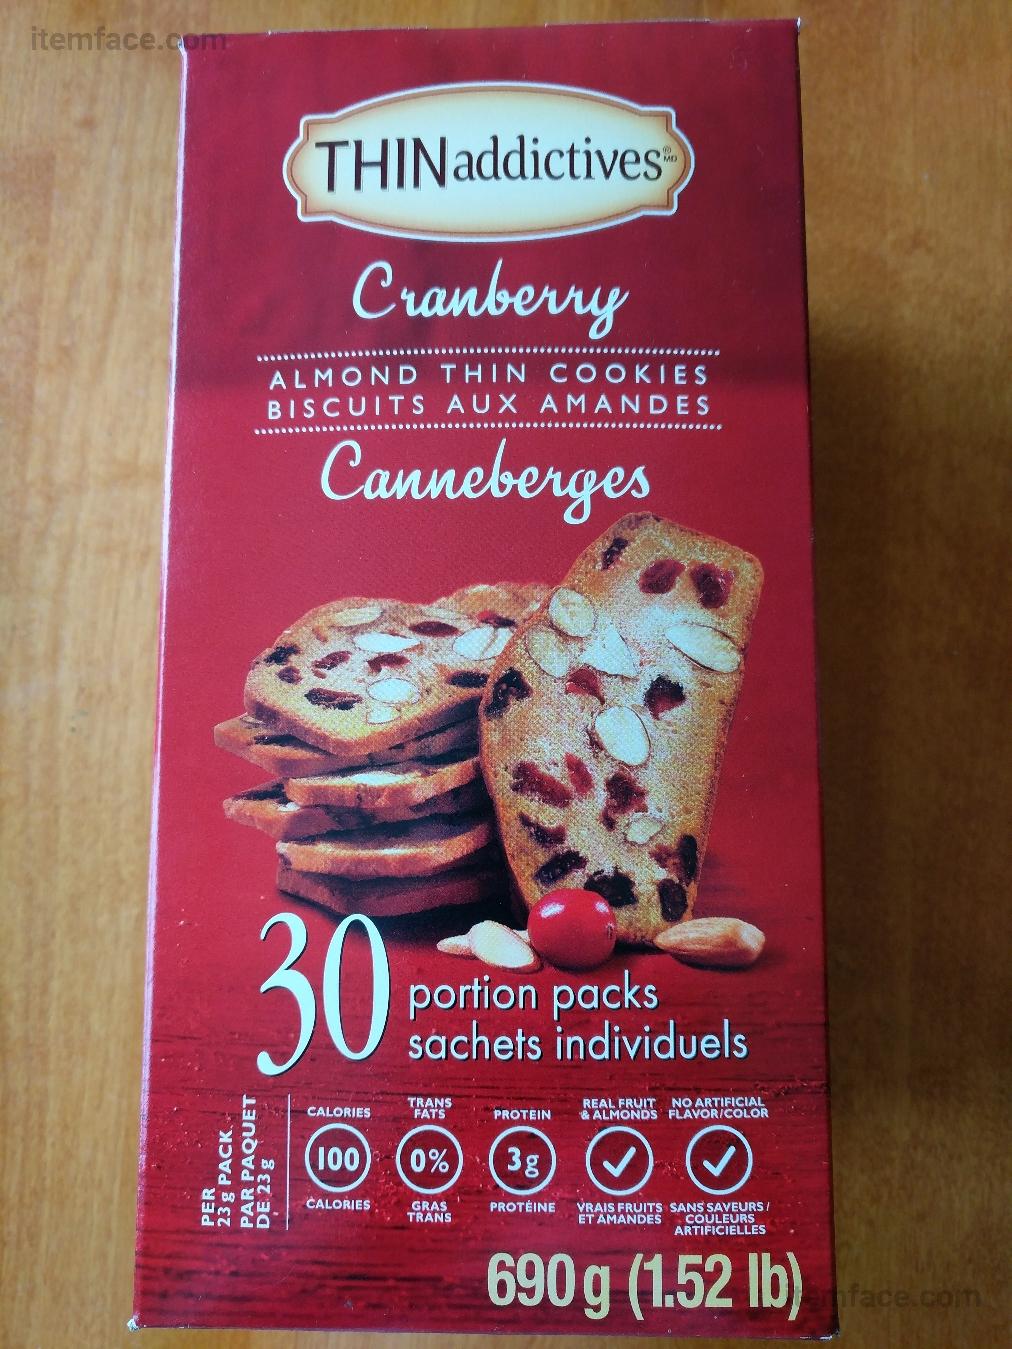 itemface.com
THINaddictives®MD
Cranberry
ALMOND THIN COOKIES
BISCUITS AUX AMANDES
Canneberges
30 portion packs
sachets individuels
PER
23 g PACK
PAR PAQUET
DE 23 g
CALORIES
100
CALORIES
TRANS
FATS
0%
GRAS
TRANS
PROTEIN
3g
PROTÉINE
REAL FRUIT
& ALMONDS
VRAIS FRUITS
ET AMANDES
NO ARTIFICIAL
FLAVOR/COLOR
SANS SAVEURS /
COULEURS
ARTIFICIELLES
690 g (1.52 lb)
itemface.com